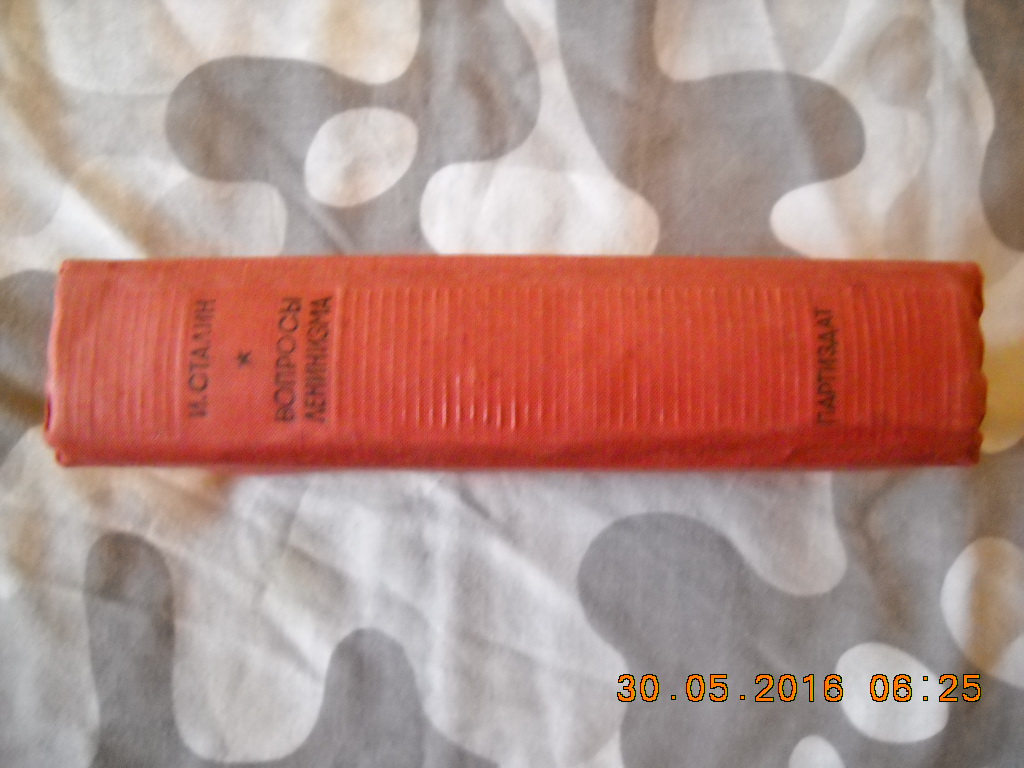 И. СТАЛИН
★
ВОПРОСЫ
ЛЕНИНИЗМА
ПАРТИЗДАТ
30.05.2016 06:25